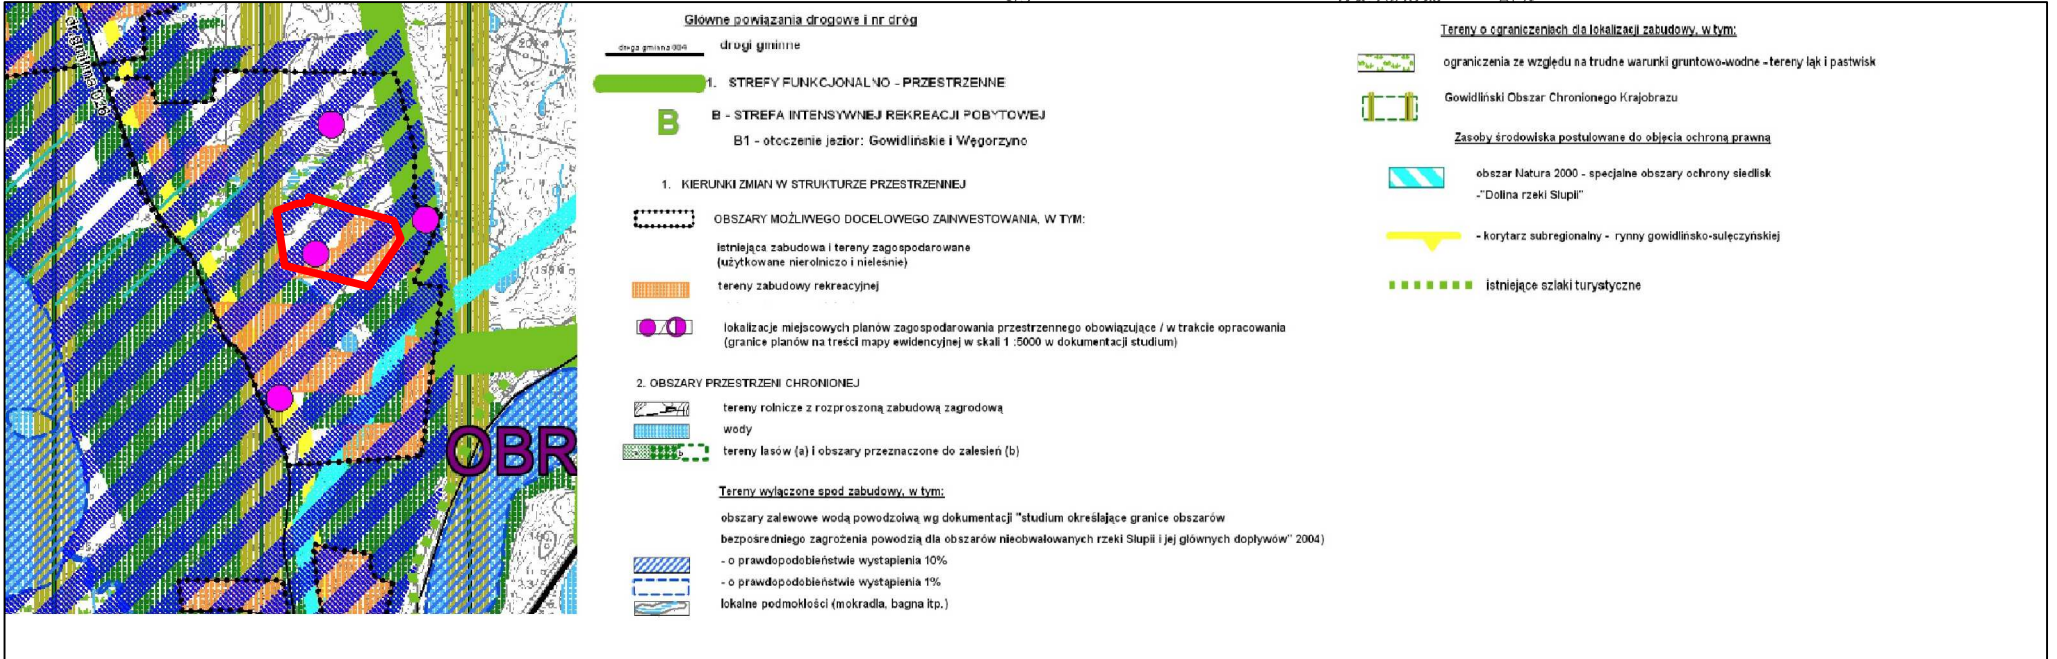 gminna 026
OBR
Główne powiązania drogowe i nr dróg
droga gminna 004
drogi gminne
1. STREFY FUNKCJONALNO - PRZESTRZENNE
B
B - STREFA INTENSYWNEJ REKREACJI POBYTOWEJ
B1 - otoczenie jezior: Gowidlińskie i Węgorzyno
1. KIERUNKI ZMIAN W STRUKTURZE PRZESTRZENNEJ
OBSZARY MOŻLIWEGO DOCELOWEGO ZAINWESTOWANIA, W TYM:
istniejąca zabudowa i tereny zagospodarowane
(użytkowane nierolniczo i nieleśnie)
tereny zabudowy rekreacyjnej
lokalizacje miejscowych planów zagospodarowania przestrzennego obowiązujące / w trakcie opracowania
(granice planów na treści mapy ewidencyjnej w skali 1 :5000 w dokumentacji studium)
2. OBSZARY PRZESTRZENI CHRONIONEJ
tereny rolnicze z rozproszoną zabudową zagrodową
wody
tereny lasów (a) i obszary przeznaczone do zalesień (b)
Tereny wyłączone spod zabudowy, w tym:
obszary zalewowe wodą powodzoiwą wg dokumentacji "studium określające granice obszarów
bezpośredniego zagrożenia powodzią dla obszarów nieobwałowanych rzeki Słupii i jej głównych dopływów" 2004)
- o prawdopodobieństwie wystąpienia 10%
- o prawdopodobieństwie wystąpienia 1%
lokalne podmokłości (mokradła, bagna itp.)
Tereny o ograniczeniach dla lokalizacji zabudowy, w tym:
ograniczenia ze względu na trudne warunki gruntowo-wodne - tereny łąk i pastwisk
Gowidliński Obszar Chronionego Krajobrazu
Zasoby środowiska postulowane do objęcia ochroną prawną
obszar Natura 2000 - specjalne obszary ochrony siedlisk
-"Dolina rzeki Słupii"
- korytarz subregionalny - rynny gowidlińsko-sulęczyńskiej
istniejące szlaki turystyczne